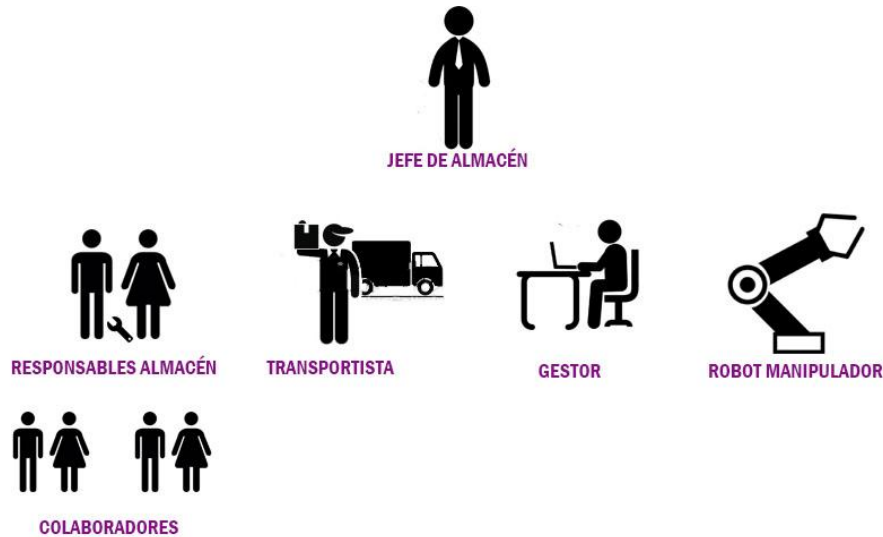 JEFE DE ALMACÉN
RESPONSABLES ALMACÉN
TRANSPORTISTA
GESTOR
ROBOT MANIPULADOR
COLABORADORES